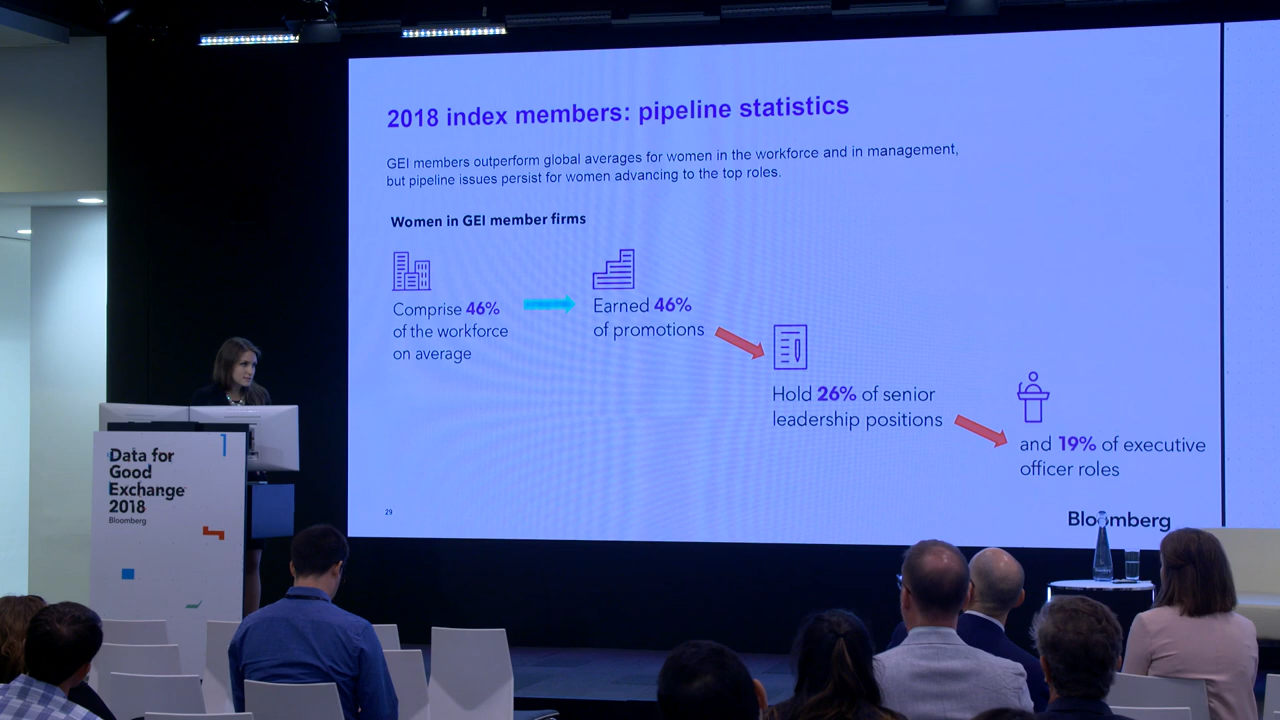 2018 index members: pipeline statistics
GEI members outperform global averages for women in the workforce and in management,
but pipeline issues persist for women advancing to the top roles.
Women in GEI member firms
Comprise 46%
of the workforce
on average
Earned 46%
of promotions
Hold 26% of senior
leadership positions
and 19% of executive
officer roles
29
Bloomberg
Data for
Good
Exchange
2018
Bloomberg